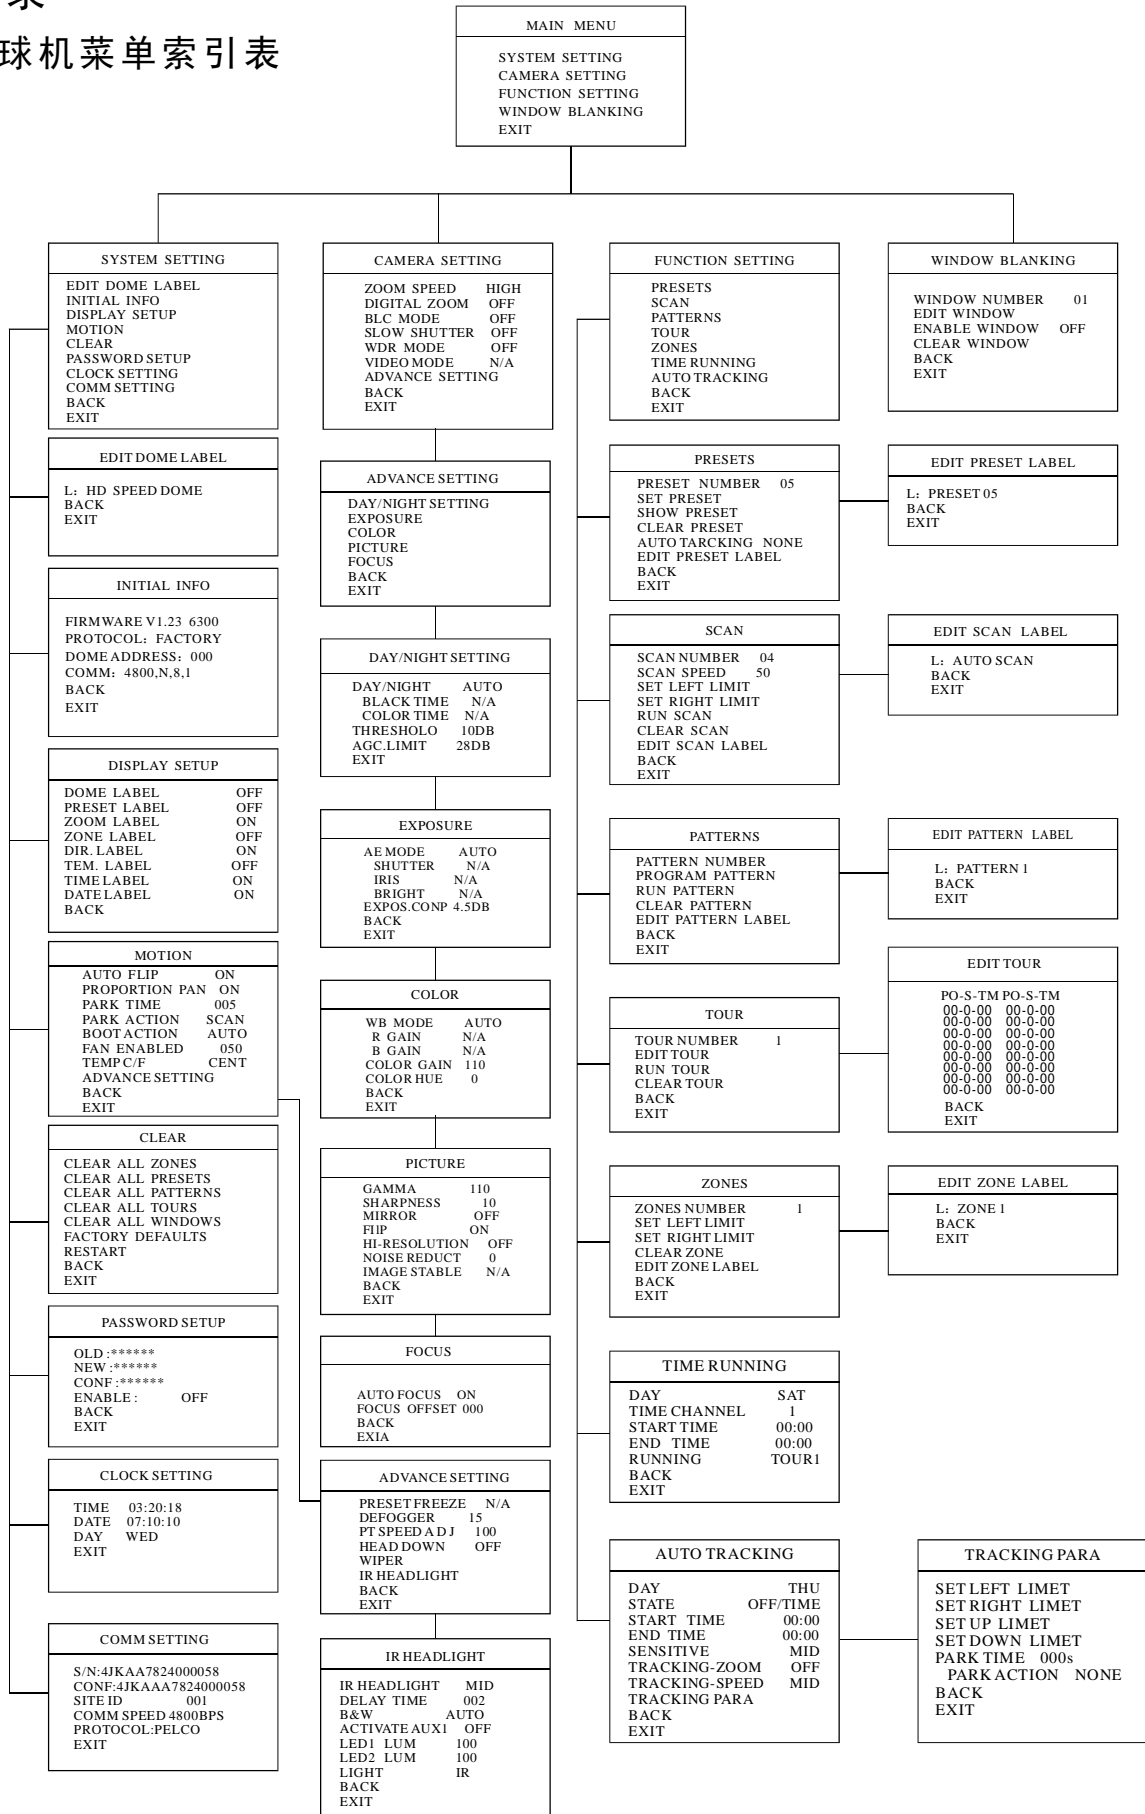 录
球机菜单索引表
MAIN MENU
SYSTEM SETTING
CAMERA SETTING
FUNCTION SETTING
WINDOW BLANKING
EXIT
SYSTEM SETTING
EDIT DOME LABEL
INITIAL INFO
DISPLAY SETUP
MOTION
CLEAR
PASSWORD SETUP
CLOCK SETTING
COMM SETTING
BACK
EXIT
EDIT DOME LABEL
L: HD SPEED DOME
BACK
EXIT
INITIAL INFO
FIRMWARE V1.23 6300
PROTOCOL: FACTORY
DOME ADDRESS: 000
COMM: 4800,N,8,1
BACK
EXIT
DISPLAY SETUP
DOME LABEL OFF
PRESET LABEL OFF
ZOOM LABEL ON
ZONE LABEL OFF
DIR. LABEL ON
TEM. LABEL OFF
TIME LABEL ON
DATE LABEL ON
BACK
MOTION
AUTO FLIP ON
PROPORTION PAN ON
PARK TIME 005
PARK ACTION SCAN
BOOT ACTION AUTO
FAN ENABLED 050
TEMP C/F CENT
ADVANCE SETTING
BACK
EXIT
CLEAR
CLEAR ALL ZONES
CLEAR ALL PRESETS
CLEAR ALL PATTERNS
CLEAR ALL TOURS
CLEAR ALL WINDOWS
FACTORY DEFAULTS
RESTART
BACK
EXIT
PASSWORD SETUP
OLD :******
NEW :******
CONF :******
ENABLE : OFF
BACK
EXIT
CLOCK SETTING
TIME 03:20:18
DATE 07:10:10
DAY WED
EXIT
COMM SETTING
S/N:4JKAA7824000058
CONF:4JKAAA7824000058
SITE ID 001
COMM SPEED 4800BPS
PROTOCOL:PELCO
EXIT
CAMERA SETTING
ZOOM SPEED HIGH
DIGITAL ZOOM OFF
BLC MODE OFF
SLOW SHUTTER OFF
WDR MODE OFF
VIDEO MODE N/A
ADVANCE SETTING
BACK
EXIT
ADVANCE SETTING
DAY/NIGHT SETTING
EXPOSURE
COLOR
PICTURE
FOCUS
BACK
EXIT
DAY/NIGHT SETTING
DAY/NIGHT AUTO
BLACK TIME N/A
COLOR TIME N/A
THRESHOLO 10DB
AGC.LIMIT 28DB
EXIT
EXPOSURE
AE MODE AUTO
SHUTTER N/A
IRIS N/A
BRIGHT N/A
EXPOS.CONP 4.5DB
BACK
EXIT
COLOR
WB MODE AUTO
R GAIN N/A
B GAIN N/A
COLOR GAIN 110
COLOR HUE 0
BACK
EXIT
PICTURE
GAMMA 110
SHARPNESS 10
MIRROR OFF
FIIP ON
HI-RESOLUTION OFF
NOISE REDUCT 0
IMAGE STABLE N/A
BACK
EXIT
FOCUS
AUTO FOCUS ON
FOCUS OFFSET 000
BACK
EXIA
ADVANCE SETTING
PRESET FREEZE N/A
DEFOGGER 15
PT SPEED A D J 100
HEAD DOWN OFF
WIPER
IR HEADLIGHT
BACK
EXIT
IR HEADLIGHT
IR HEADLIGHT MID
DELAY TIME 002
B&W AUTO
ACTIVATE AUX1 OFF
LED1 LUM 100
LED2 LUM 100
LIGHT IR
BACK
EXIT
FUNCTION SETTING
PRESETS
SCAN
PATTERNS
TOUR
ZONES
TIME RUNNING
AUTO TRACKING
BACK
EXIT
PRESETS
PRESET NUMBER 05
SET PRESET
SHOW PRESET
CLEAR PRESET
AUTO TARCKING NONE
EDIT PRESET LABEL
BACK
EXIT
SCAN
SCAN NUMBER 04
SCAN SPEED 50
SET LEFT LIMIT
SET RIGHT LIMIT
RUN SCAN
CLEAR SCAN
EDIT SCAN LABEL
BACK
EXIT
PATTERNS
PATTERN NUMBER
PROGRAM PATTERN
RUN PATTERN
CLEAR PATTERN
EDIT PATTERN LABEL
BACK
EXIT
TOUR
TOUR NUMBER 1
EDIT TOUR
RUN TOUR
CLEAR TOUR
BACK
EXIT
ZONES
ZONES NUMBER 1
SET LEFT LIMIT
SET RIGHT LIMIT
CLEAR ZONE
EDIT ZONE LABEL
BACK
EXIT
TIME RUNNING
DAY SAT
TIME CHANNEL 1
START TIME 00:00
END TIME 00:00
RUNNING TOUR1
BACK
EXIT
AUTO TRACKING
DAY THU
STATE OFF/TIME
START TIME 00:00
END TIME 00:00
SENSITIVE MID
TRACKING-ZOOM OFF
TRACKING-SPEED MID
TRACKING PARA
BACK
EXIT
WINDOW BLANKING
WINDOW NUMBER 01
EDIT WINDOW
ENABLE WINDOW OFF
CLEAR WINDOW
BACK
EXIT
EDIT PRESET LABEL
L: PRESET 05
BACK
EXIT
EDIT SCAN LABEL
L: AUTO SCAN
BACK
EXIT
EDIT PATTERN LABEL
L: PATTERN 1
BACK
EXIT
EDIT TOUR
PO-S-TM PO-S-TM
00-0-00 00-0-00
00-0-00 00-0-00
00-0-00 00-0-00
00-0-00 00-0-00
00-0-00 00-0-00
00-0-00 00-0-00
00-0-00 00-0-00
00-0-00 00-0-00
BACK
EXIT
EDIT ZONE LABEL
L: ZONE 1
BACK
EXIT
TRACKING PARA
SET LEFT LIMET
SET RIGHT LIMET
SET UP LIMET
SET DOWN LIMET
PARK TIME 000s
PARK ACTION NONE
BACK
EXIT